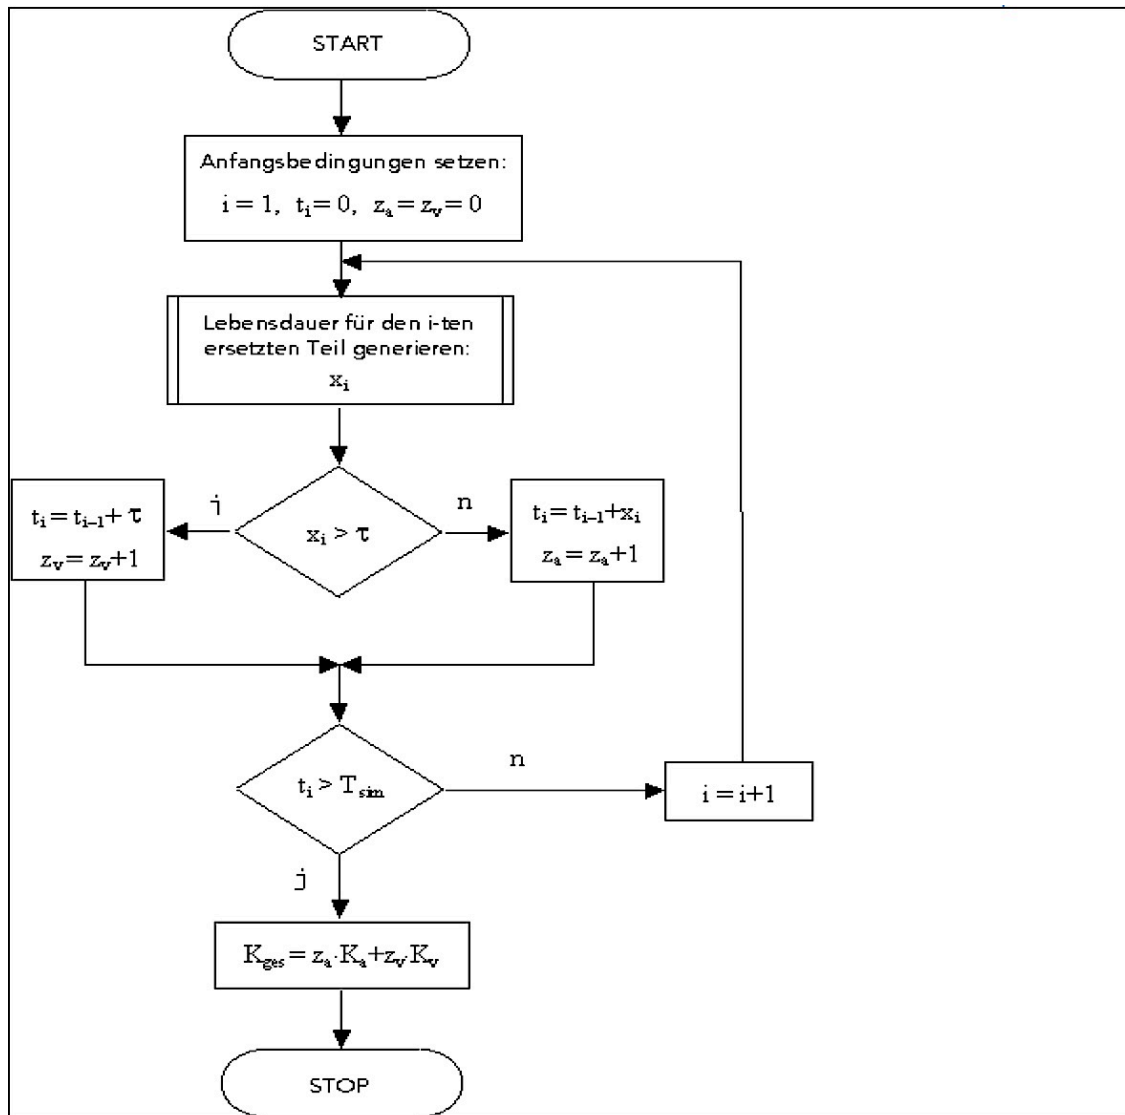 START
Anfangsbedingungen setzen:
i = 1, tᵢ= 0, zₐ = zᵥ= 0
Lebensdauer für den i-ten
ersetzten Teil generieren:
xᵢ
j
n
tᵢ = tᵢ₋₁+ τ
zᵥ= zᵥ+1
xᵢ > τ
tᵢ= tᵢ₋₁+xᵢ
zₐ= zₐ+1
n
tᵢ > Tsim
i = i+1
j
Kges= zₐ.Kₐ+zᵥ.Kᵥ
STOP